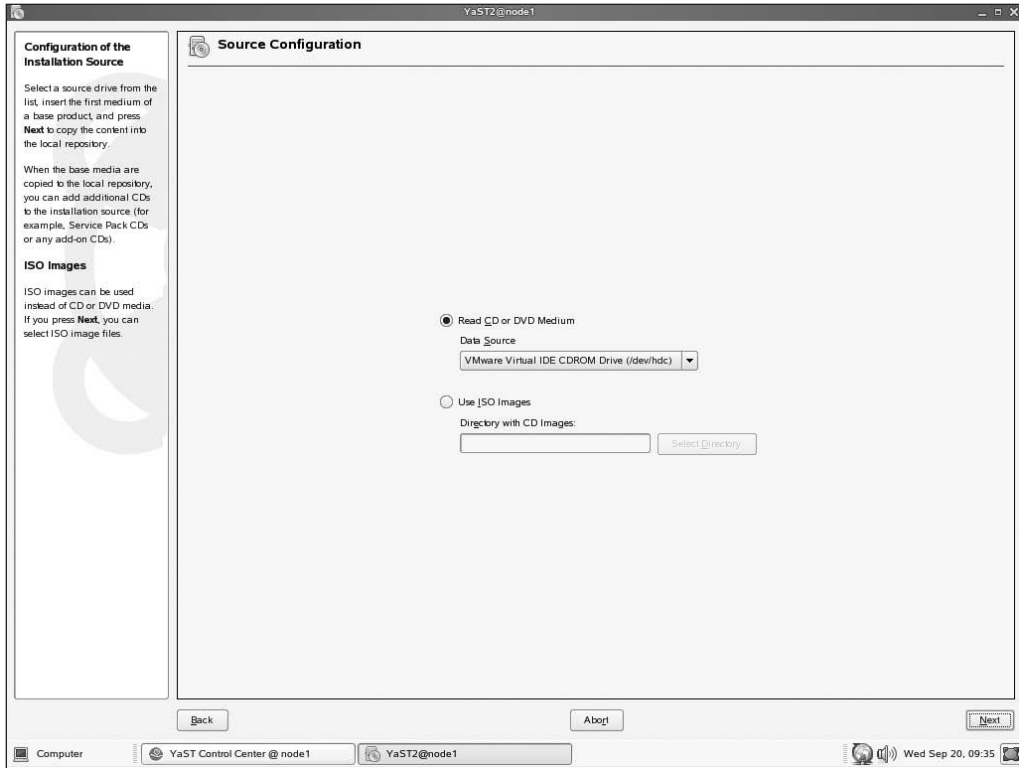 YaST2@node1
Configuration of the
Installation Source
Select a source drive from the
list, insert the first medium of
a base product, and press
Next to copy the content into
the local repository.
When the base media are
copied to the local repository,
you can add additional CDs
to the installation source (for
example, Service Pack CDs
or any add-on CDs).
ISO Images
ISO images can be used
instead of CD or DVD media.
If you press Next, you can
select ISO image files.
Source Configuration
Read CD or DVD Medium
Data Source
VMware Virtual IDE CDROM Drive (/dev/hdc)
Use ISO Images
Directory with CD Images:
Select Directory
Back
Abort
Next
Computer
YaST Control Center @ node1
YaST2@node1
Wed Sep 20, 09:35